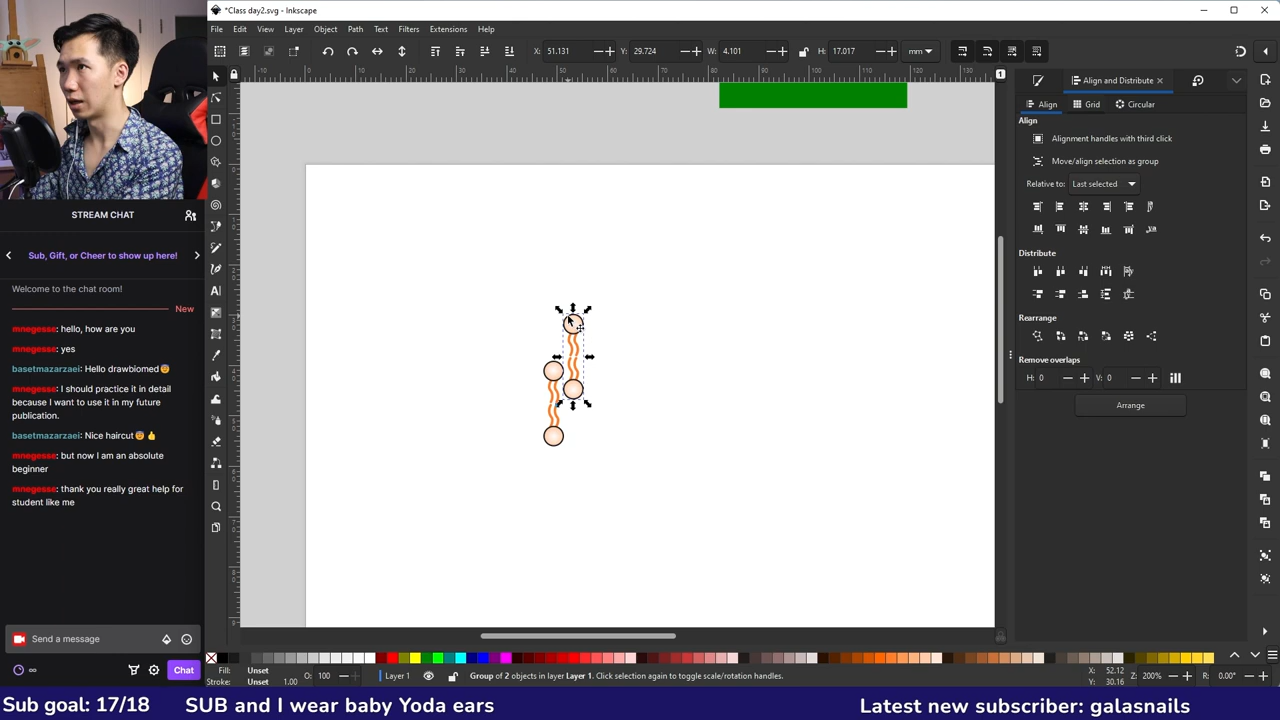 *Class day2.svg - Inkscape
File Edit View Layer Object Path Text Filters Extensions Help
X: 51.131 Y: 29.724 W: 4.101 H: 17.017 mm
Align and Distribute
Align Grid Circular
Align
Alignment handles with third click
Move/align selection as group
Relative to: Last selected
Distribute
Rearrange
Remove overlaps
H: 0 V: 0
Arrange
STREAM CHAT
Sub, Gift, or Cheer to show up here!
Welcome to the chat room!
New
mnegesse: hello, how are you
mnegesse: yes
basetmazarzaei: Hello drawbiomed
mnegesse: I should practice it in detail
because I want to use it in my future
publication.
basetmazarzaei: Nice haircut
mnegesse: but now I am an absolute
beginner
mnegesse: thank you really great help for
student like me
Send a message
Chat
Fill: Unset
Stroke: Unset 1.00
O: 100
Layer 1
Group of 2 objects in layer Layer 1. Click selection again to toggle scale/rotation handles.
X: 52.12
Y: 30.16
Z: 200%
R: 0.00°
Sub goal: 17/18 SUB and I wear baby Yoda ears Latest new subscriber: galasnails